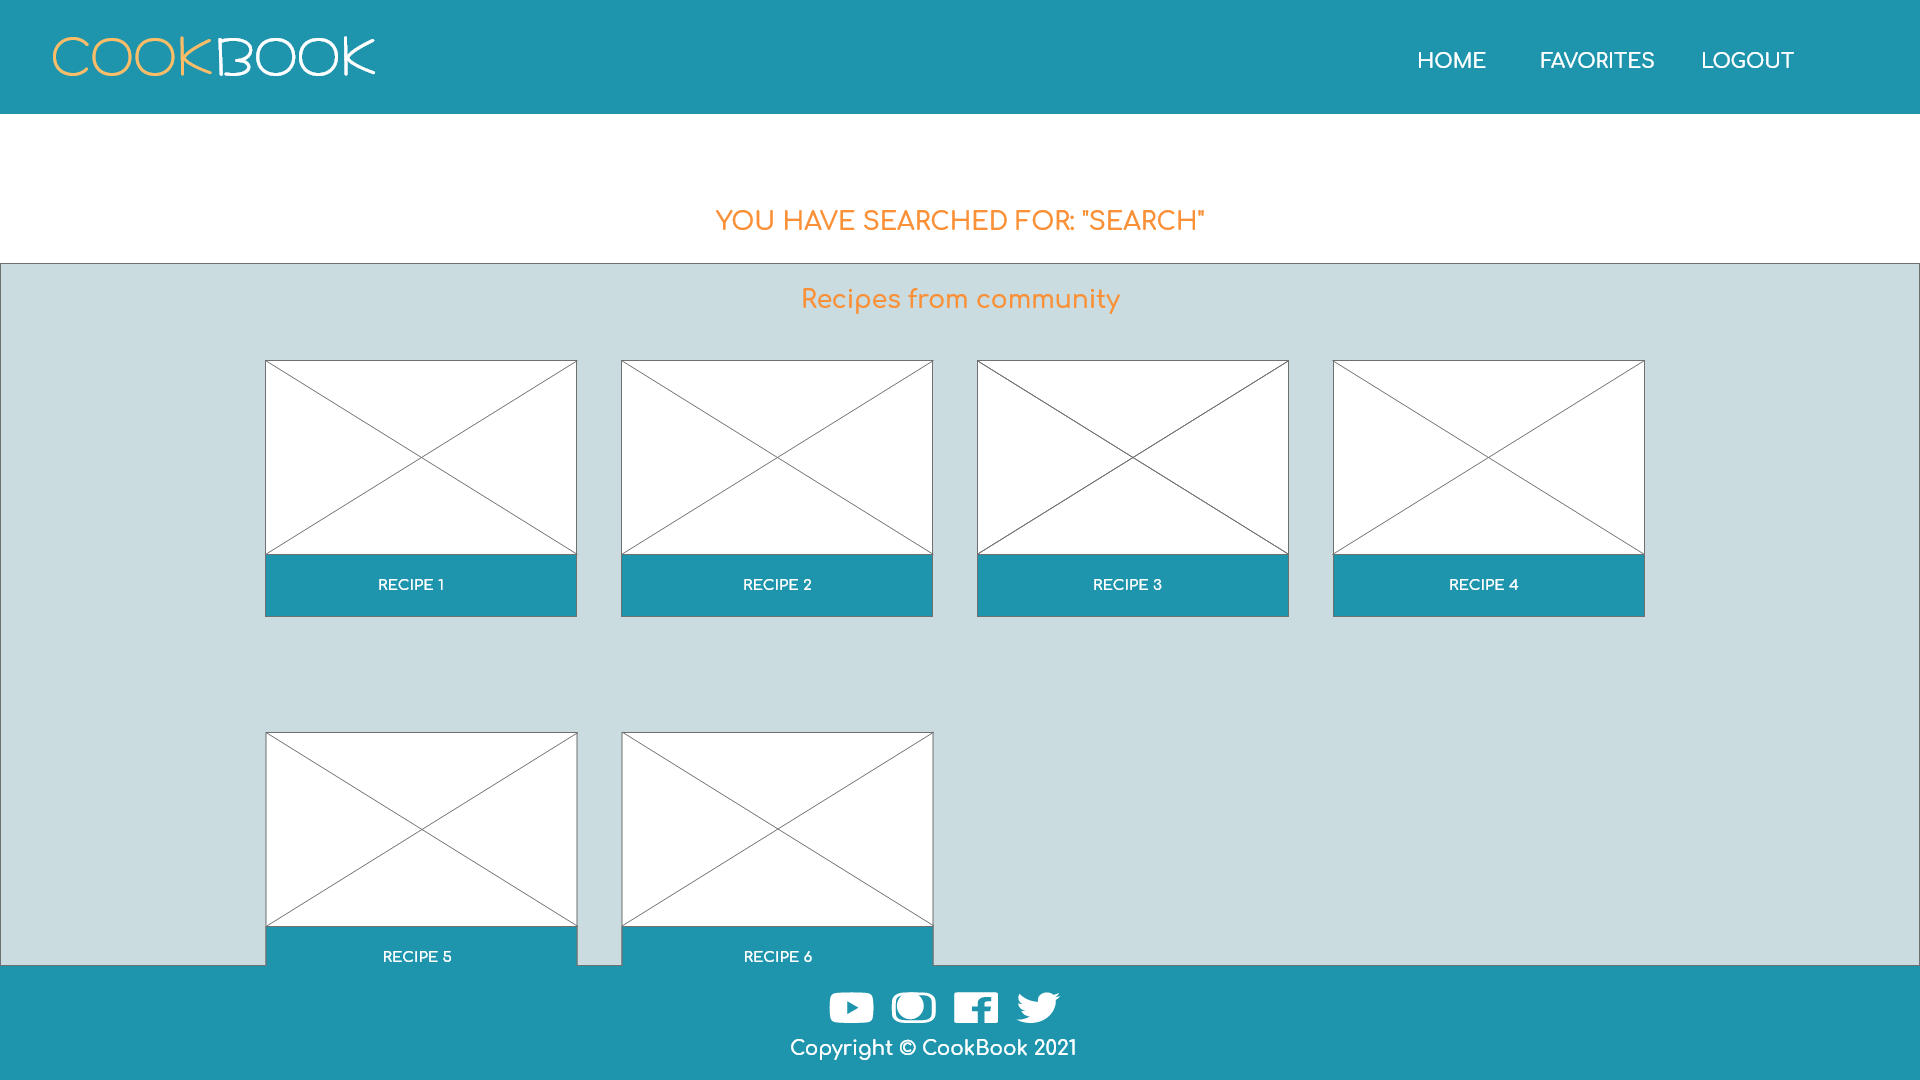 COOKBOOK
HOME FAVORITES LOGOUT
YOU HAVE SEARCHED FOR: "SEARCH"
Recipes from community
RECIPE 1 RECIPE 2 RECIPE 3 RECIPE 4
RECIPE 5 RECIPE 6
Copyright © CookBook 2021